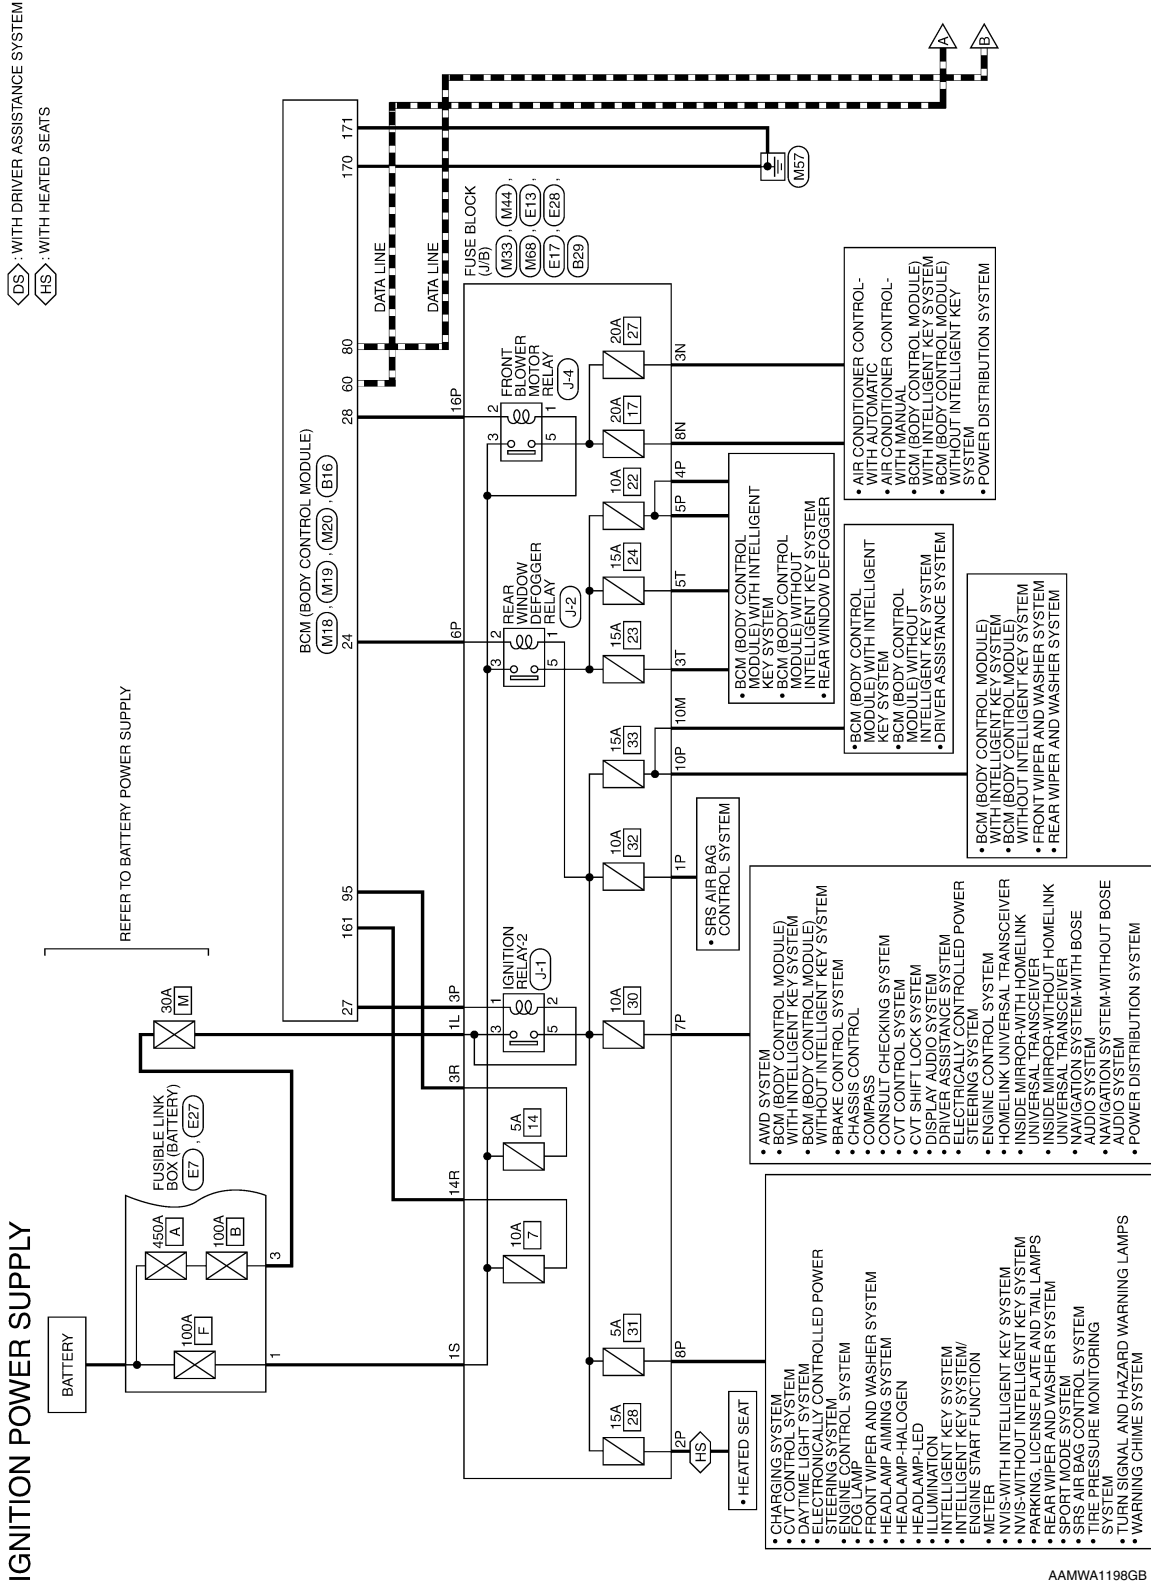 IGNITION POWER SUPPLY
DS : WITH DRIVER ASSISTANCE SYSTEM
HS : WITH HEATED SEATS
REFER TO BATTERY POWER SUPPLY
BATTERY
FUSIBLE LINK
BOX (BATTERY)
E7 , E27
450A
A
100A
B
100A
F
1
3
30A
M
BCM (BODY CONTROL MODULE)
M18 , M19 , M20 , B16
27
161
95
24
28
60
80
170
171
DATA LINE
DATA LINE
A
B
M57
FUSE BLOCK
(J/B)
M33 , M44 ,
M68 , E13 ,
E17 , E28 ,
B29
1S
14R
3R
1L
3P
6P
16P
10A
7
5A
14
IGNITION
RELAY-2
J-1
1
2
3
5
REAR
WINDOW
DEFOGGER
RELAY
J-2
2
1
3
5
FRONT
BLOWER
MOTOR
RELAY
J-4
2
1
3
5
15A
28
5A
31
10A
30
10A
32
15A
33
15A
23
15A
24
10A
22
20A
17
20A
27
2P
8P
7P
1P
10P
10M
3T
5T
5P
4P
8N
3N
HS
• HEATED SEAT
• CHARGING SYSTEM
• CVT CONTROL SYSTEM
• DAYTIME LIGHT SYSTEM
• ELECTRONICALLY CONTROLLED POWER
STEERING SYSTEM
• ENGINE CONTROL SYSTEM
• FOG LAMP
• FRONT WIPER AND WASHER SYSTEM
• HEADLAMP AIMING SYSTEM
• HEADLAMP-HALOGEN
• HEADLAMP-LED
• ILLUMINATION
• INTELLIGENT KEY SYSTEM
• INTELLIGENT KEY SYSTEM/
ENGINE START FUNCTION
• METER
• NVIS-WITH INTELLIGENT KEY SYSTEM
• NVIS-WITHOUT INTELLIGENT KEY SYSTEM
• PARKING, LICENSE PLATE AND TAIL LAMPS
• REAR WIPER AND WASHER SYSTEM
• SPORT MODE SYSTEM
• SRS AIR BAG CONTROL SYSTEM
• TIRE PRESSURE MONITORING
SYSTEM
• TURN SIGNAL AND HAZARD WARNING LAMPS
• WARNING CHIME SYSTEM
• AWD SYSTEM
• BCM (BODY CONTROL MODULE)
WITH INTELLIGENT KEY SYSTEM
• BCM (BODY CONTROL MODULE)
WITHOUT INTELLIGENT KEY SYSTEM
• BRAKE CONTROL SYSTEM
• CHASSIS CONTROL
• COMPASS
• CONSULT CHECKING SYSTEM
• CVT CONTROL SYSTEM
• CVT SHIFT LOCK SYSTEM
• DISPLAY AUDIO SYSTEM
• DRIVER ASSISTANCE SYSTEM
• ELECTRICALLY CONTROLLED POWER
STEERING SYSTEM
• ENGINE CONTROL SYSTEM
• HOMELINK UNIVERSAL TRANSCEIVER
• INSIDE MIRROR-WITH HOMELINK
UNIVERSAL TRANSCEIVER
• INSIDE MIRROR-WITHOUT HOMELINK
UNIVERSAL TRANSCEIVER
• NAVIGATION SYSTEM-WITH BOSE
AUDIO SYSTEM
• NAVIGATION SYSTEM-WITHOUT BOSE
AUDIO SYSTEM
• POWER DISTRIBUTION SYSTEM
• SRS AIR BAG
CONTROL SYSTEM
• BCM (BODY CONTROL MODULE)
WITH INTELLIGENT KEY SYSTEM
• BCM (BODY CONTROL MODULE)
WITHOUT INTELLIGENT KEY SYSTEM
• FRONT WIPER AND WASHER SYSTEM
• REAR WIPER AND WASHER SYSTEM
• BCM (BODY CONTROL
MODULE) WITH INTELLIGENT
KEY SYSTEM
• BCM (BODY CONTROL
MODULE) WITHOUT
INTELLIGENT KEY SYSTEM
• DRIVER ASSISTANCE SYSTEM
• BCM (BODY CONTROL
MODULE) WITH INTELLIGENT
KEY SYSTEM
• BCM (BODY CONTROL
MODULE) WITHOUT
INTELLIGENT KEY SYSTEM
• REAR WINDOW DEFOGGER
• AIR CONDITIONER CONTROL-
WITH AUTOMATIC
• AIR CONDITIONER CONTROL-
WITH MANUAL
• BCM (BODY CONTROL MODULE)
WITH INTELLIGENT KEY SYSTEM
• BCM (BODY CONTROL MODULE)
WITHOUT INTELLIGENT KEY
SYSTEM
• POWER DISTRIBUTION SYSTEM
AAMWA1198GB